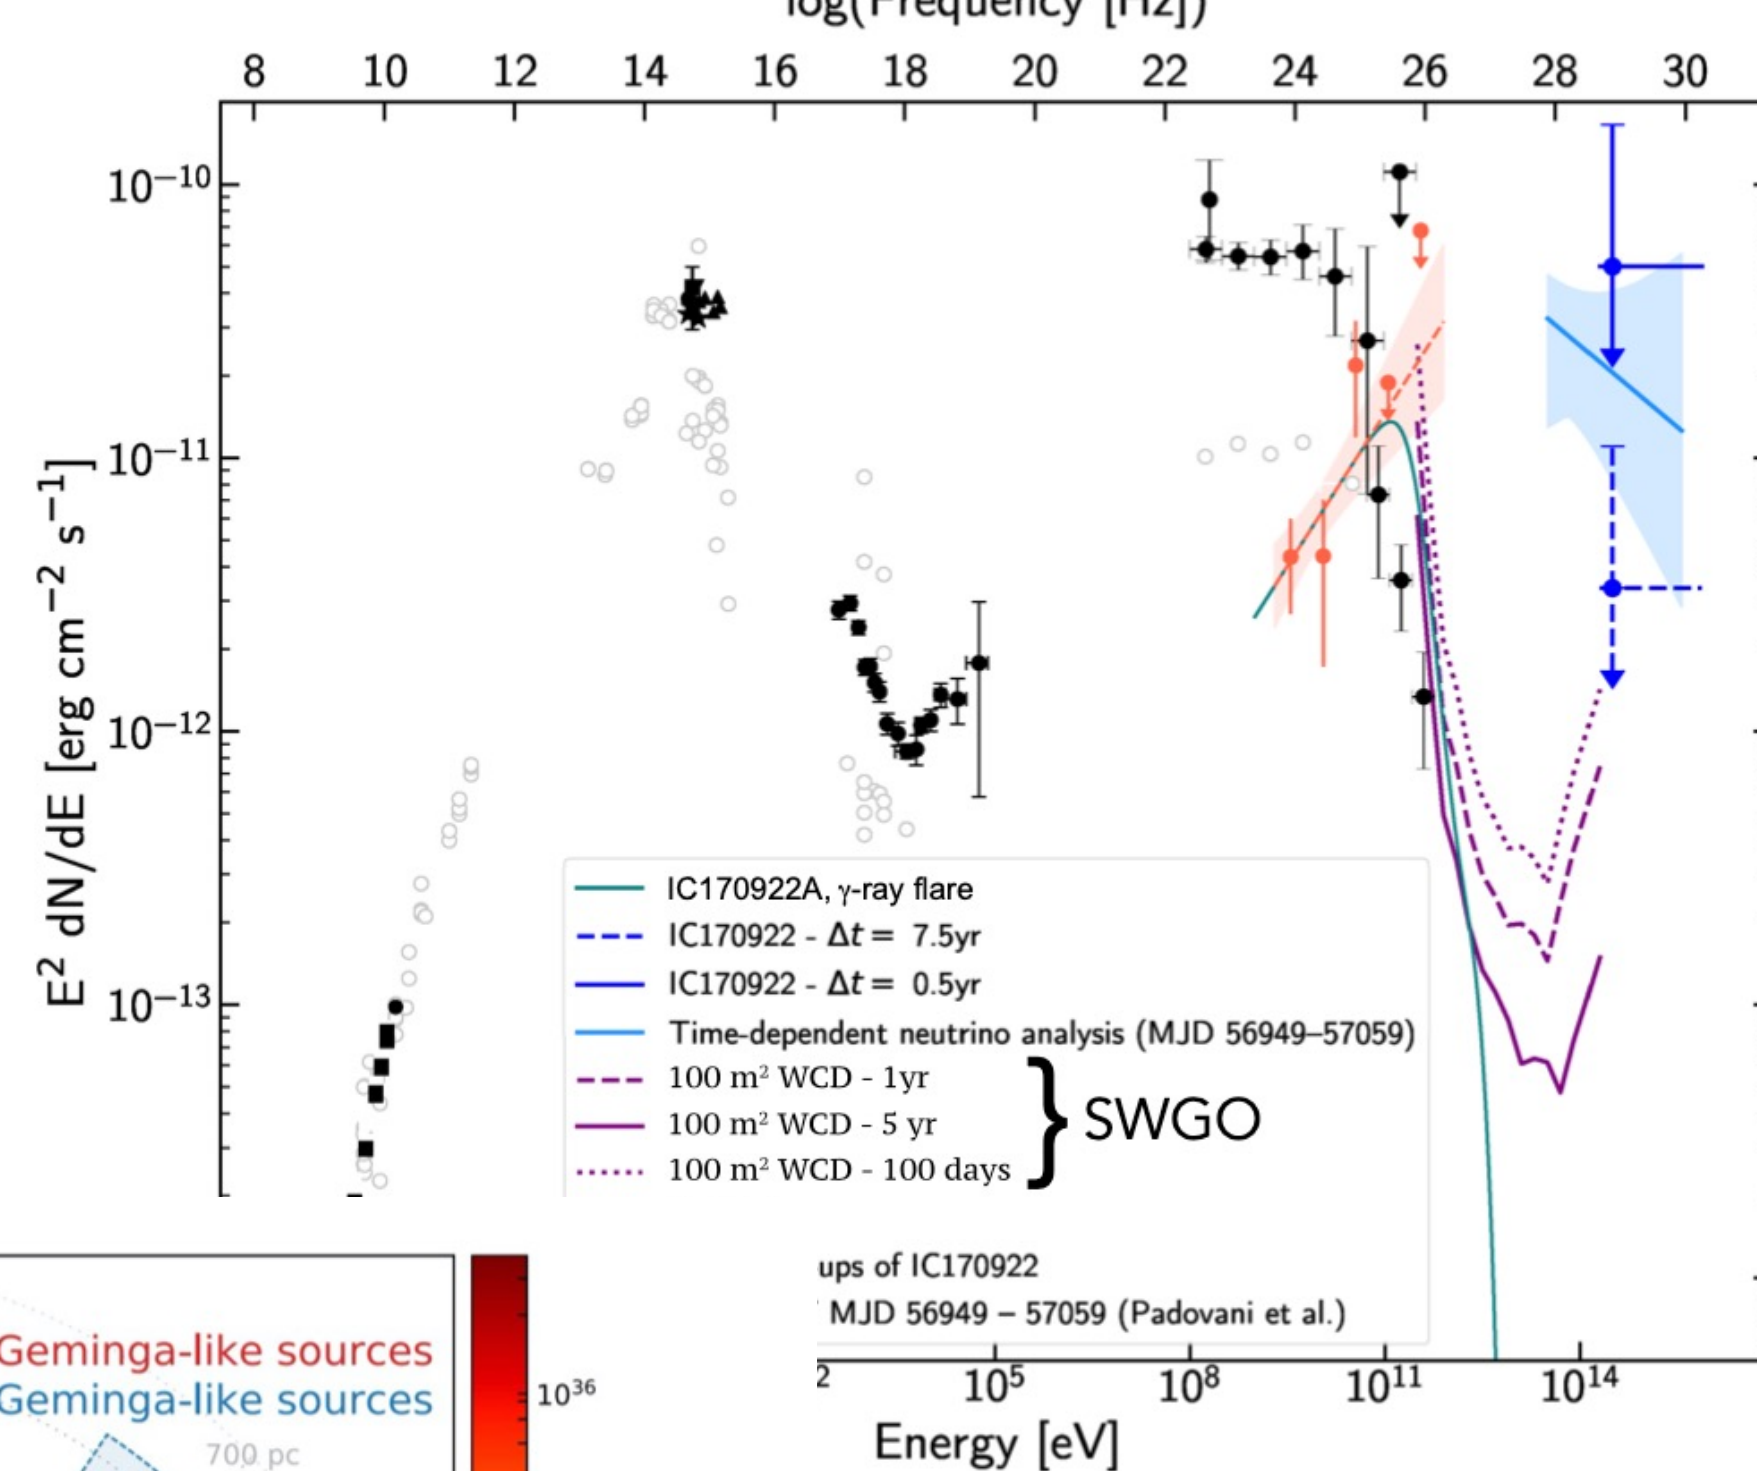 log(Frequency [Hz])
8 10 12 14 16 18 20 22 24 26 28 30
10⁻¹⁰
10⁻¹¹
10⁻¹²
10⁻¹³
E² dN/dE [erg cm⁻² s⁻¹]
IC170922A, γ-ray flare
IC170922 - Δt = 7.5yr
IC170922 - Δt = 0.5yr
Time-dependent neutrino analysis (MJD 56949–57059)
100 m² WCD - 1yr
100 m² WCD - 5 yr
100 m² WCD - 100 days
} SWGO
ups of IC170922
MJD 56949 – 57059 (Padovani et al.)
2 10⁵ 10⁸ 10¹¹ 10¹⁴
Energy [eV]
Geminga-like sources
Geminga-like sources
700 pc
10³⁶